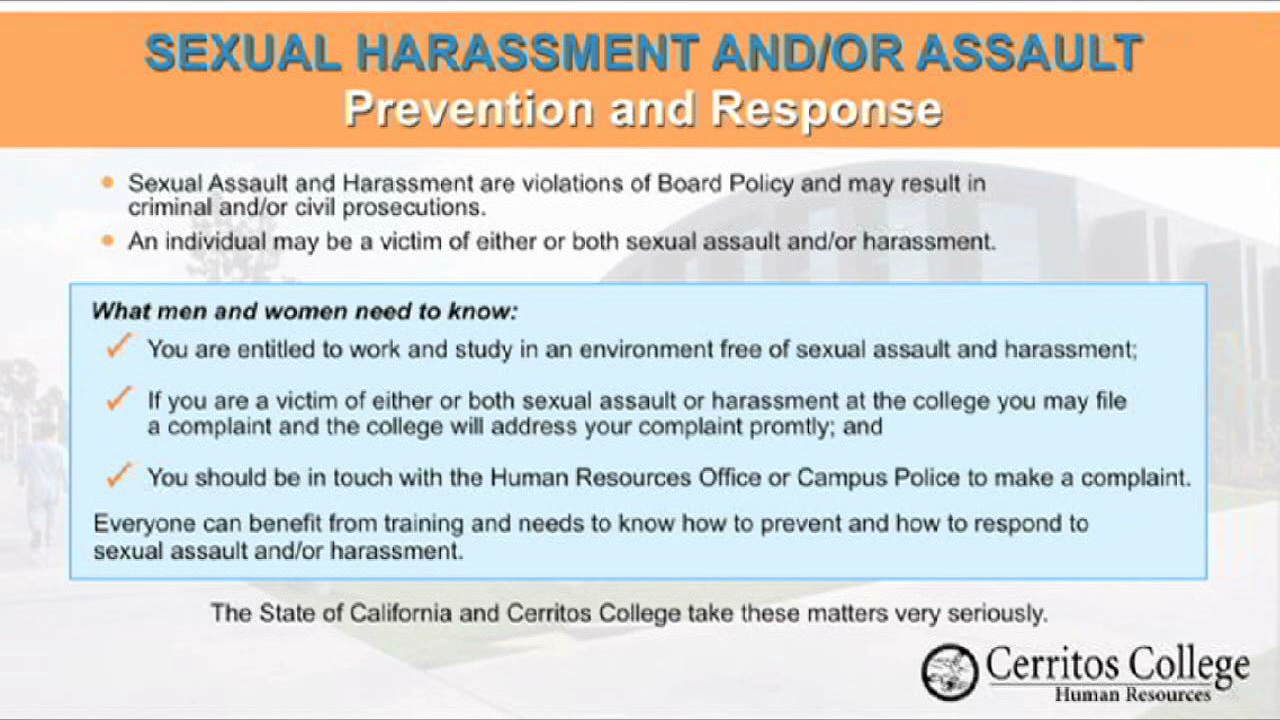 SEXUAL HARASSMENT AND/OR ASSAULT
Prevention and Response
Sexual Assault and Harassment are violations of Board Policy and may result in
criminal and/or civil prosecutions.
An individual may be a victim of either or both sexual assault and/or harassment.
What men and women need to know:
You are entitled to work and study in an environment free of sexual assault and harassment;
If you are a victim of either or both sexual assault or harassment at the college you may file
a complaint and the college will address your complaint promtly; and
You should be in touch with the Human Resources Office or Campus Police to make a complaint.
Everyone can benefit from training and needs to know how to prevent and how to respond to
sexual assault and/or harassment.
The State of California and Cerritos College take these matters very seriously.
Cerritos College
Human Resources